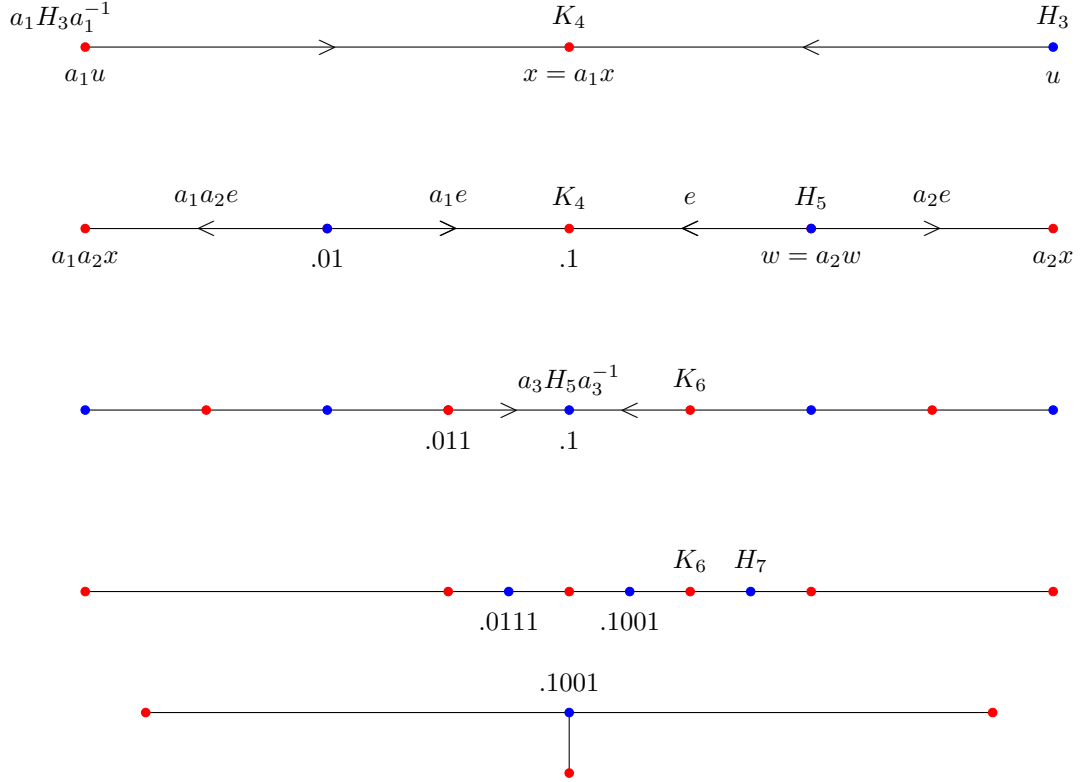 $a_1H_3a_1^{-1}$ $K_4$ $H_3$
$a_1u$ $x = a_1x$ $u$
$a_1a_2e$ $a_1e$ $K_4$ $e$ $H_5$ $a_2e$
$a_1a_2x$ .01 .1 $w = a_2w$ $a_2x$
$a_3H_5a_3^{-1}$ $K_6$
.011 .1
$K_6$ $H_7$
.0111 .1001
.1001